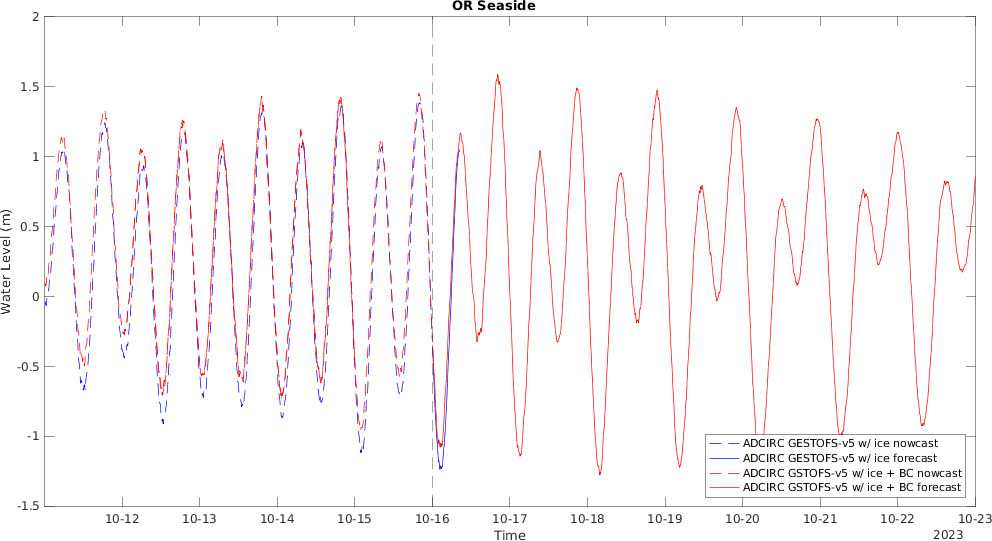 OR Seaside
2
1.5
1
0.5
0
-0.5
-1
-1.5
Water Level (m)
10-12 10-13 10-14 10-15 10-16 10-17 10-18 10-19 10-20 10-21 10-22 10-23
Time
2023
ADCIRC GESTOFS-v5 w/ ice nowcast
ADCIRC GESTOFS-v5 w/ ice forecast
ADCIRC GSTOFS-v5 w/ ice + BC nowcast
ADCIRC GSTOFS-v5 w/ ice + BC forecast